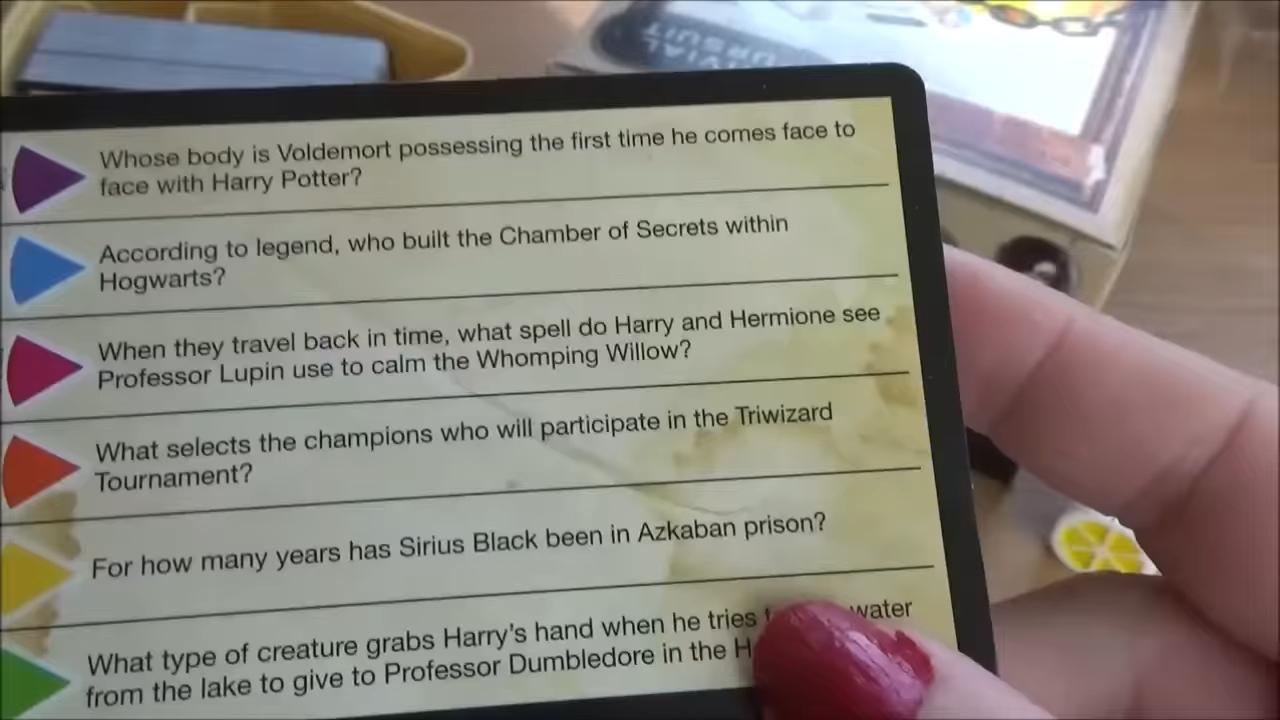 TRIVIAL
PURSUIT
Whose body is Voldemort possessing the first time he comes face to
face with Harry Potter?
According to legend, who built the Chamber of Secrets within
Hogwarts?
When they travel back in time, what spell do Harry and Hermione see
Professor Lupin use to calm the Whomping Willow?
What selects the champions who will participate in the Triwizard
Tournament?
For how many years has Sirius Black been in Azkaban prison?
What type of creature grabs Harry's hand when he tries water
from the lake to give to Professor Dumbledore in the